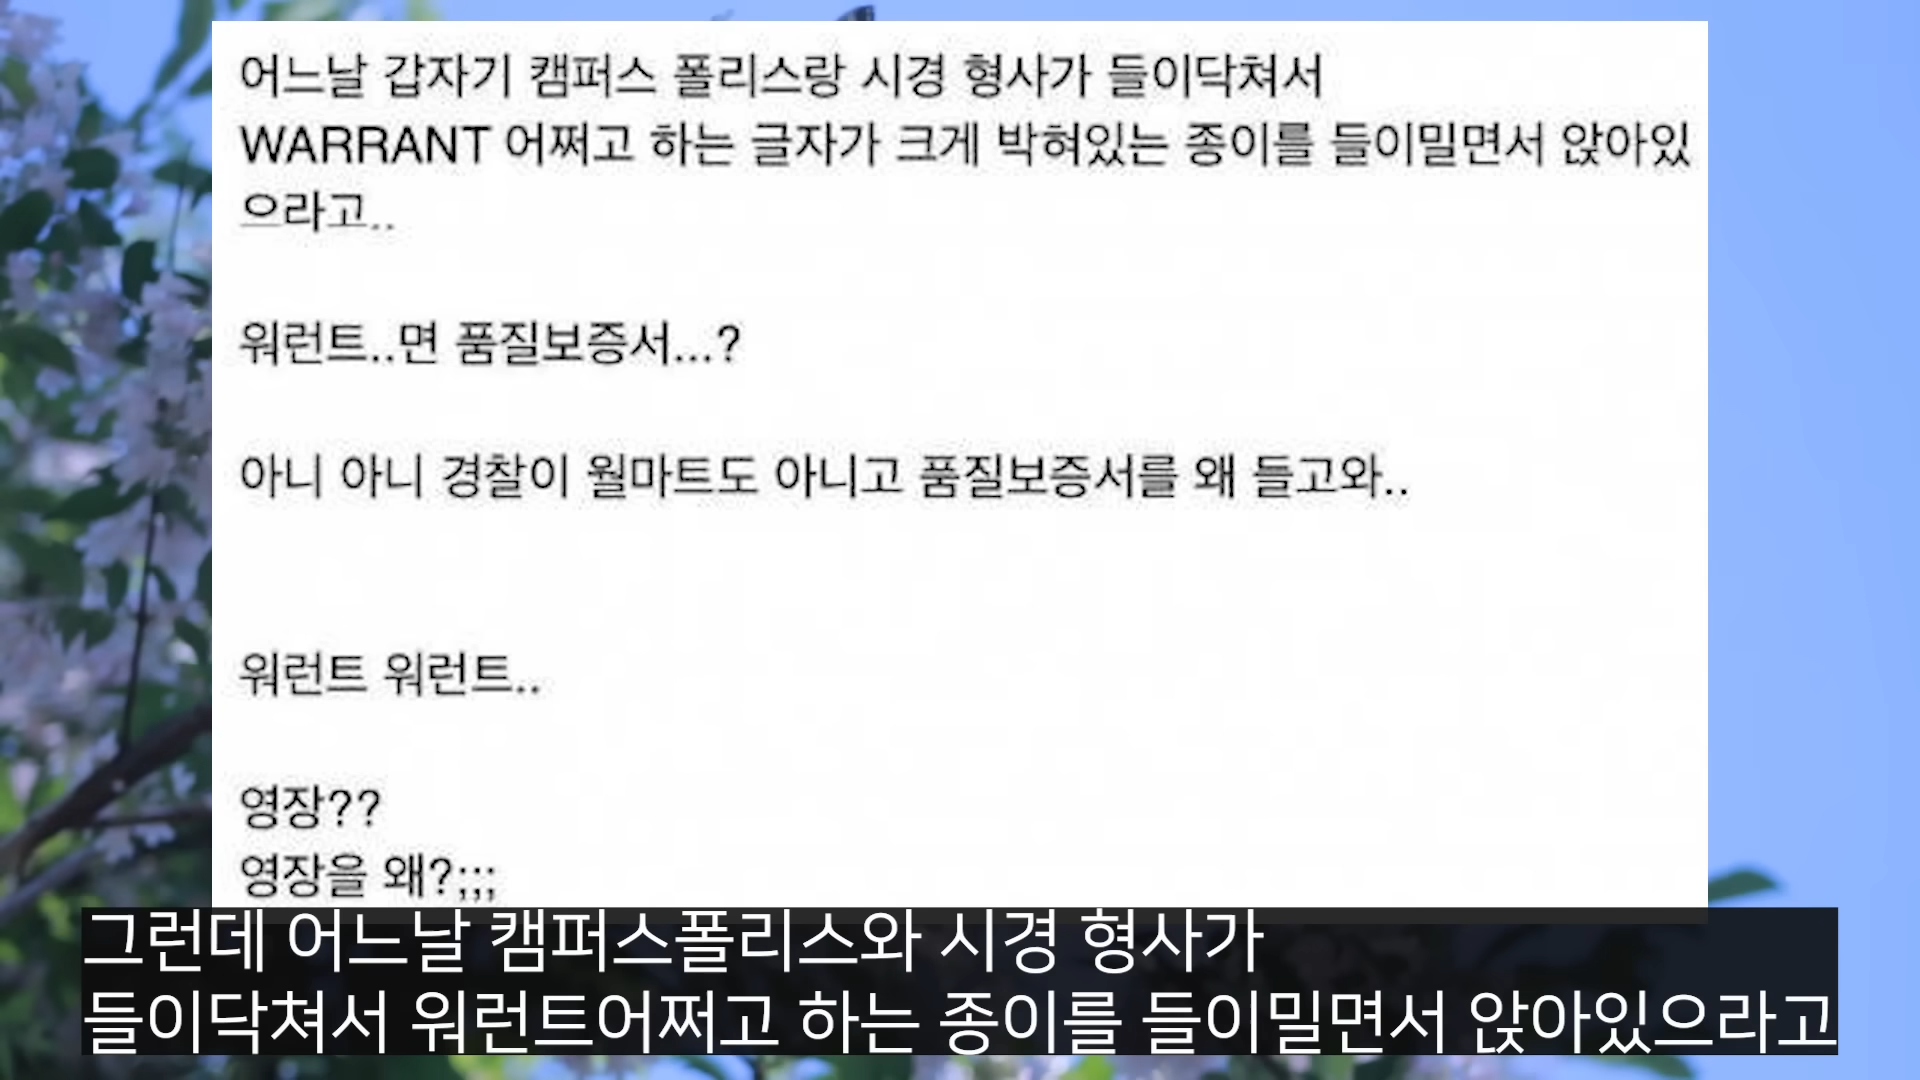 어느날 갑자기 캠퍼스 폴리스랑 시경 형사가 들이닥쳐서
WARRANT 어쩌고 하는 글자가 크게 박혀있는 종이를 들이밀면서 앉아있
으라고..
워런트..면 품질보증서...?
아니 아니 경찰이 월마트도 아니고 품질보증서를 왜 들고와..
워런트 워런트..
영장??
영장을 왜?;;;
그런데 어느날 캠퍼스폴리스와 시경 형사가
들이닥쳐서 워런트어쩌고 하는 종이를 들이밀면서 앉아있으라고